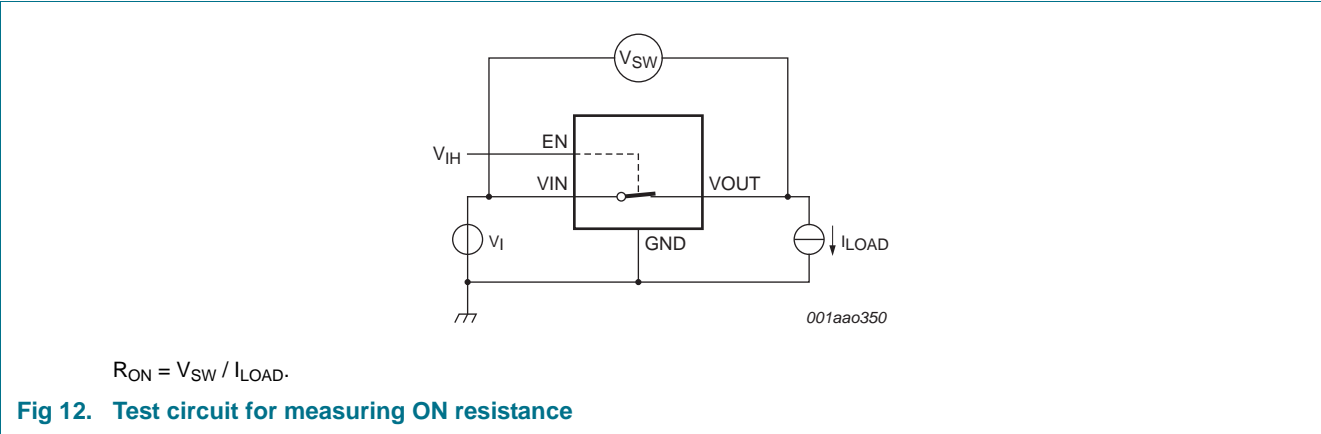 VSW
EN
VIH
VIN
VOUT
VI
GND
ILOAD
001aao350
RON = VSW / ILOAD.
Fig 12. Test circuit for measuring ON resistance